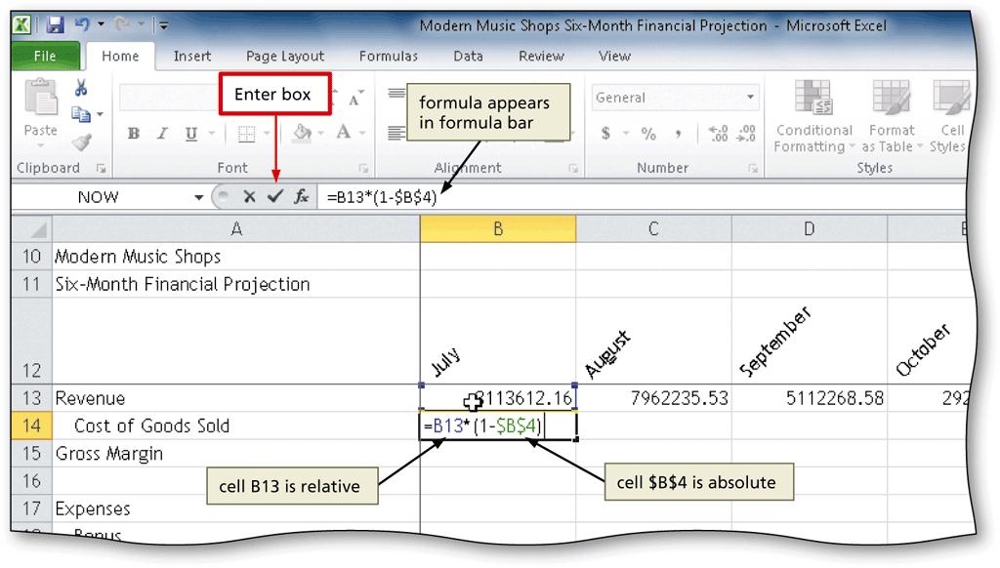 Modern Music Shops Six-Month Financial Projection - Microsoft Excel
File Home Insert Page Layout Formulas Data Review View
Enter box
formula appears
in formula bar
General
Paste
B I U A A
$ % , .00 .00
Conditional Format Cell
Formatting as Table Styles
Clipboard Font Alignment Number Styles
NOW fx =B13*(1-$B$4)
A B C D E
10 Modern Music Shops
11 Six-Month Financial Projection
12 July August September October
13 Revenue 3113612.16 7962235.53 5112268.58 292
14 Cost of Goods Sold =B13*(1-$B$4)
15 Gross Margin
16
cell B13 is relative
cell $B$4 is absolute
17 Expenses
18 Bonus